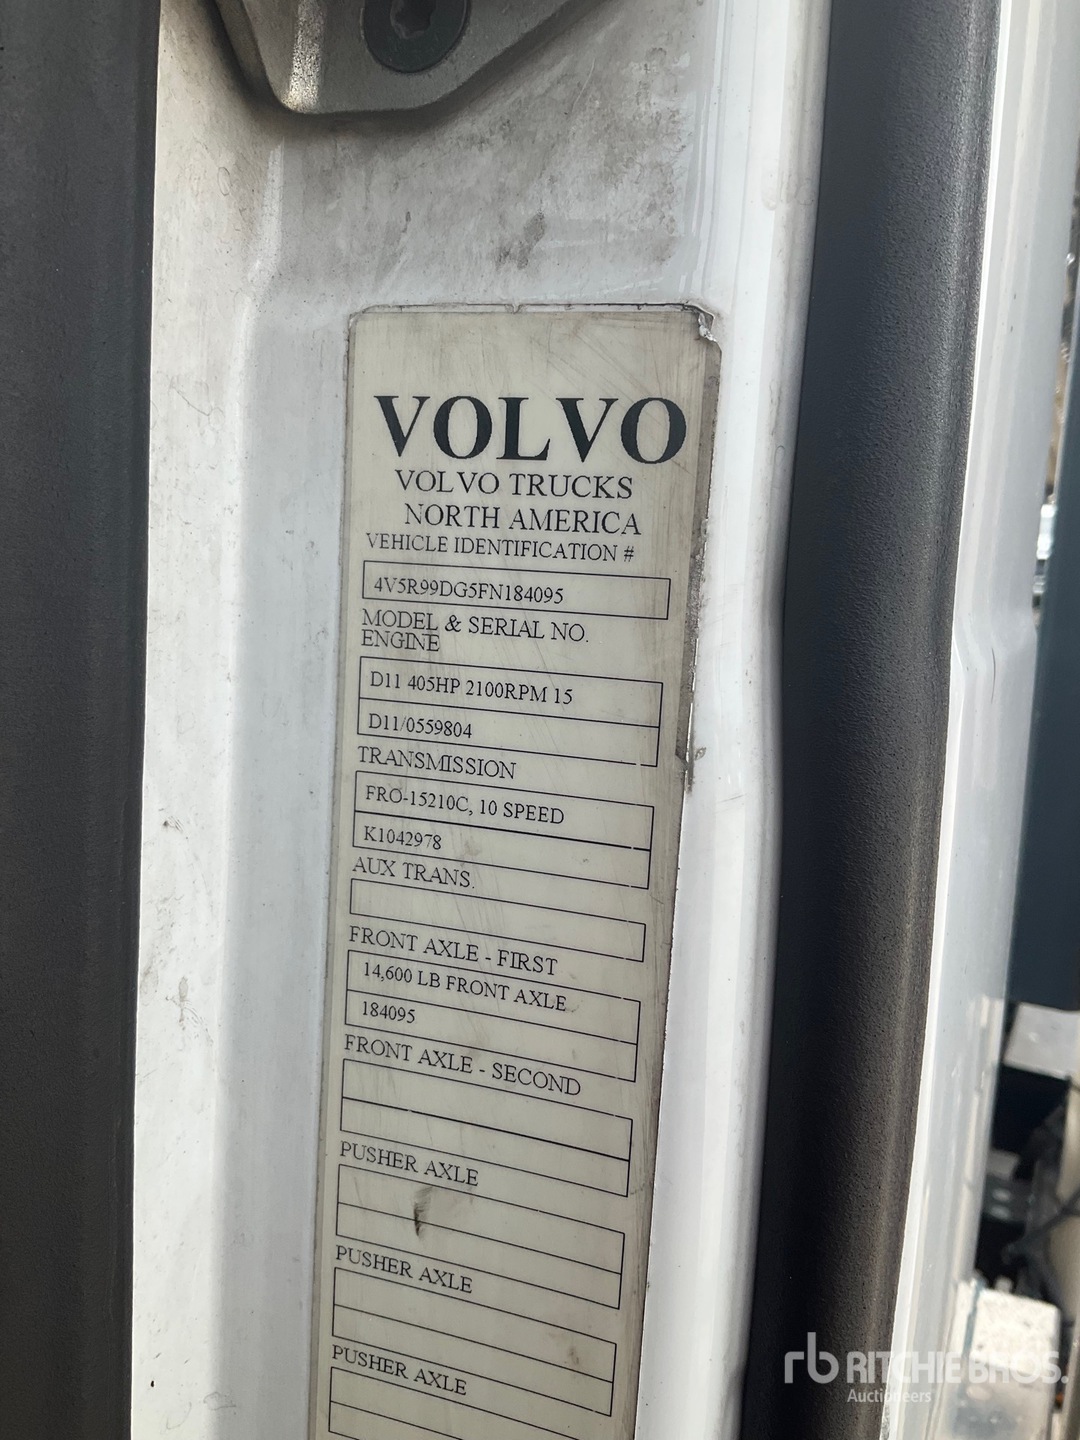 VOLVO
VOLVO TRUCKS
NORTH AMERICA
VEHICLE IDENTIFICATION #
4V5R99DG5FN184095
MODEL & SERIAL NO.
ENGINE
D11 405HP 2100RPM 15
D11/0559804
TRANSMISSION
FRO-15210C, 10 SPEED
K1042978
AUX TRANS.
FRONT AXLE - FIRST
14,600 LB FRONT AXLE
184095
FRONT AXLE - SECOND
PUSHER AXLE
PUSHER AXLE
PUSHER AXLE
rb RITCHIE BROS.
Auctioneers